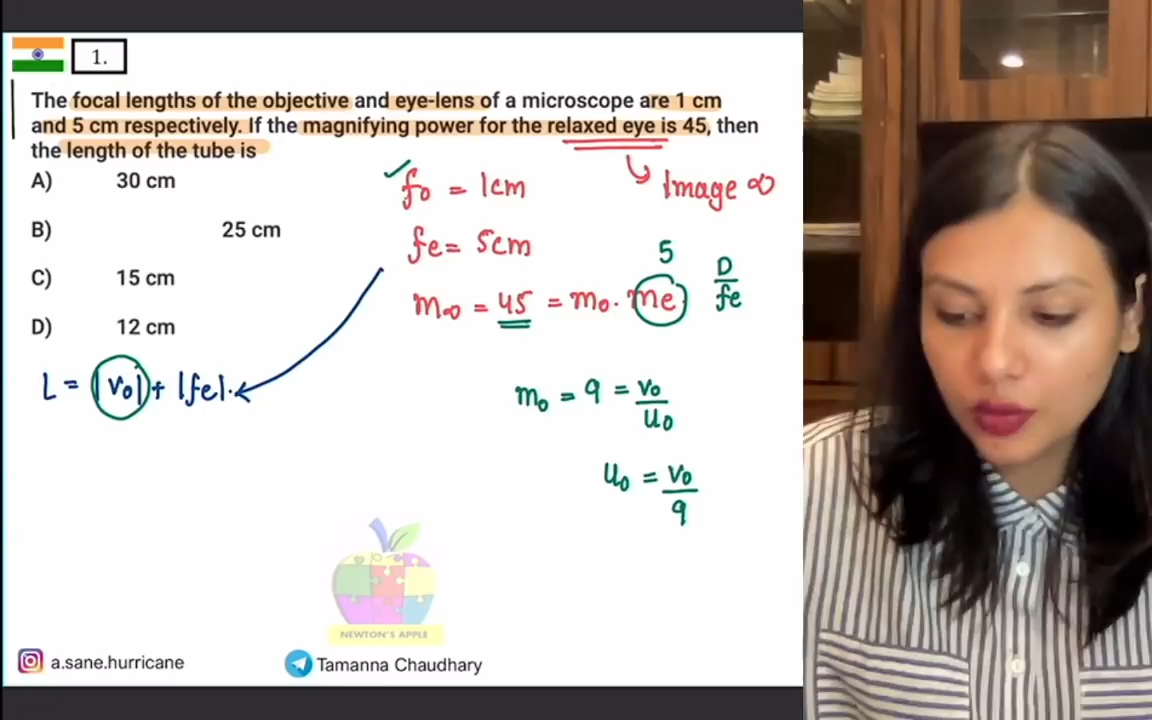 1.
The focal lengths of the objective and eye-lens of a microscope are 1 cm
and 5 cm respectively. If the magnifying power for the relaxed eye is 45, then
the length of the tube is
A) 30 cm
B) 25 cm
C) 15 cm
D) 12 cm
fo = 1cm
Image ∞
fe = 5cm
5
D/fe
m∞ = 45 = mo . me
L = |vo| + |fe|.
mo = 9 = vo/uo
uo = vo/9
NEWTON'S APPLE
a.sane.hurricane
Tamanna Chaudhary